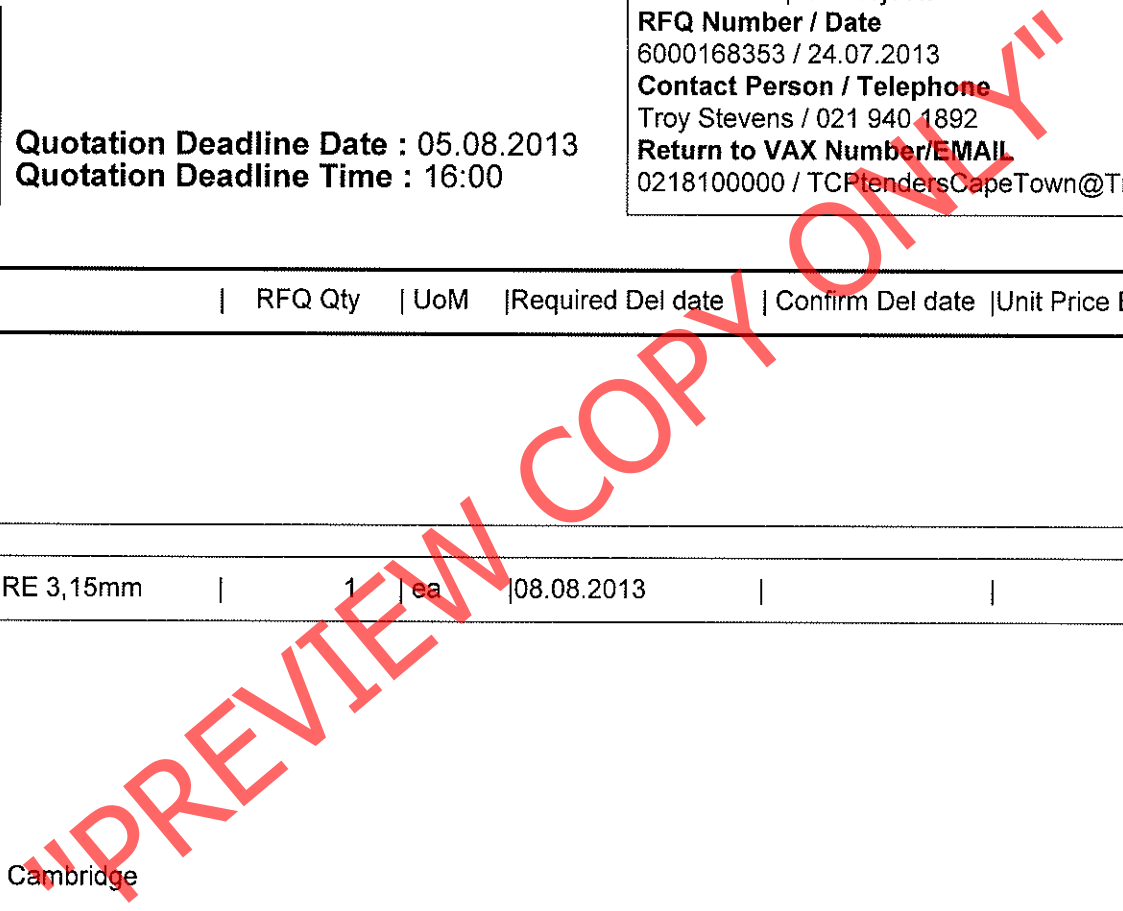 RFQ Number / Date
6000168353 / 24.07.2013
Contact Person / Telephone
Troy Stevens / 021 940 1892
Return to VAX Number/EMAIL
0218100000 / TCPtendersCapeTown@T
Quotation Deadline Date : 05.08.2013
Quotation Deadline Time : 16:00
| RFQ Qty | UoM |Required Del date | Confirm Del date |Unit Price
RE 3,15mm | 1 | ea |08.08.2013 | |
Cambridge
"PREVIEW COPY ONLY"